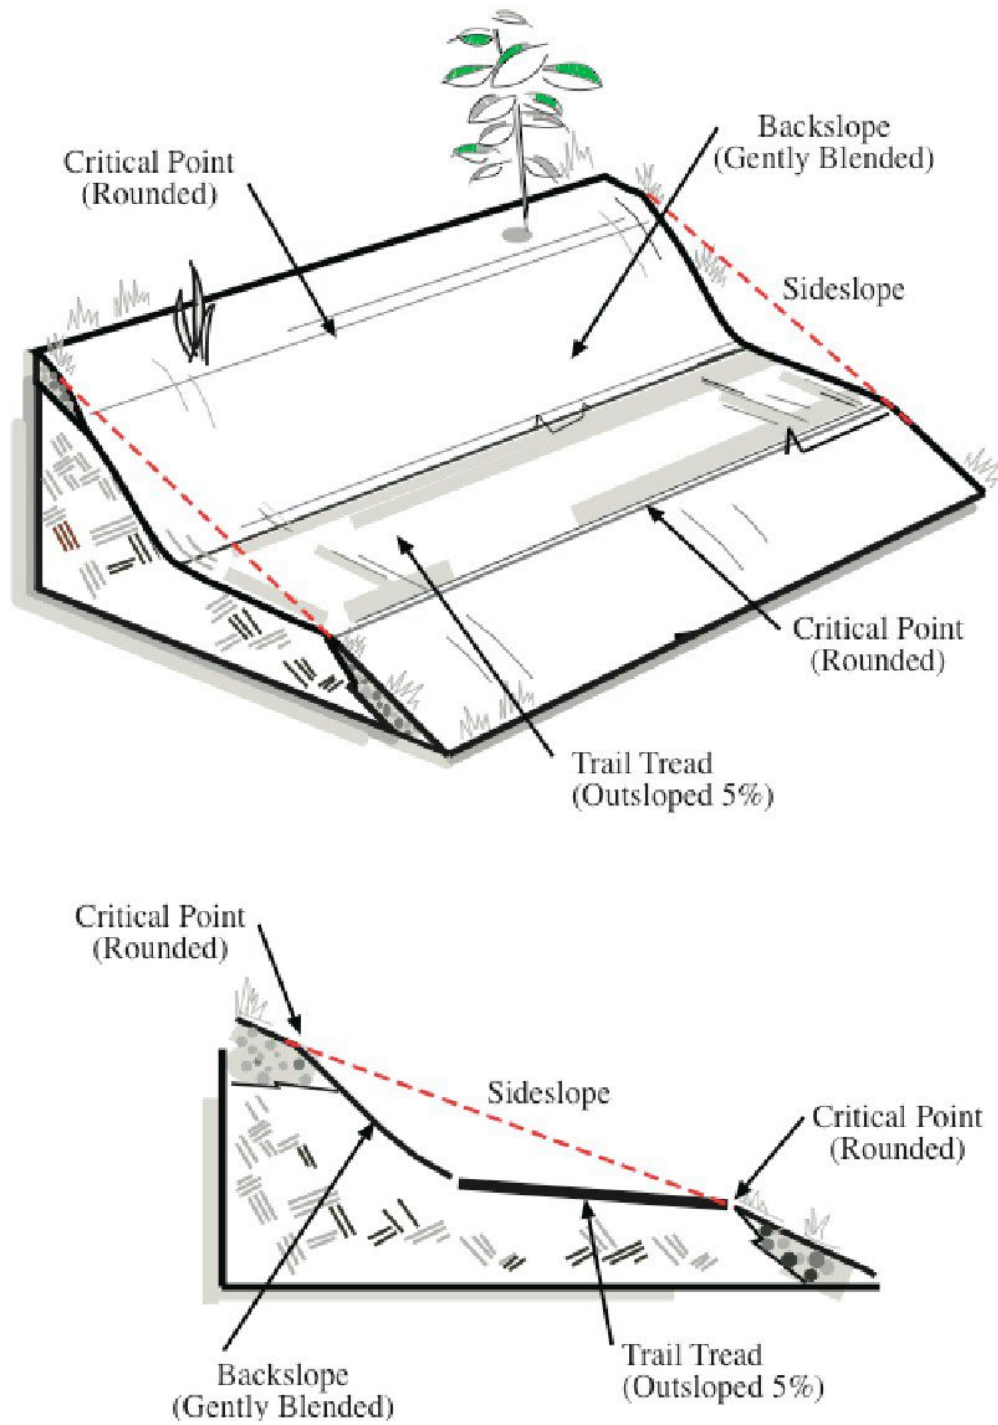 Critical Point
(Rounded)
Backslope
(Gently Blended)
Sideslope
Critical Point
(Rounded)
Trail Tread
(Outsloped 5%)
Critical Point
(Rounded)
Sideslope
Critical Point
(Rounded)
Backslope
(Gently Blended)
Trail Tread
(Outsloped 5%)